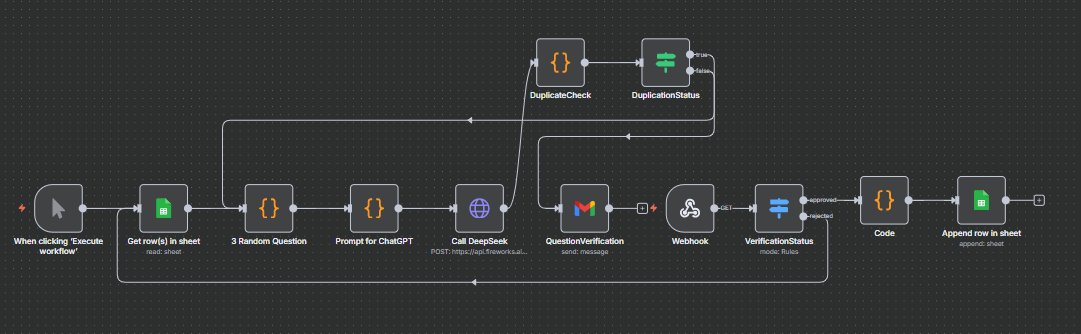 true
false
DuplicateCheck
DuplicationStatus
GET
approved
rejected
When clicking 'Execute
workflow'
Get row(s) in sheet
read: sheet
3 Random Question
Prompt for ChatGPT
Call DeepSeek
POST: https://api.fireworks.ai...
QuestionVerification
send: message
Webhook
VerificationStatus
mode: Rules
Code
Append row in sheet
append: sheet